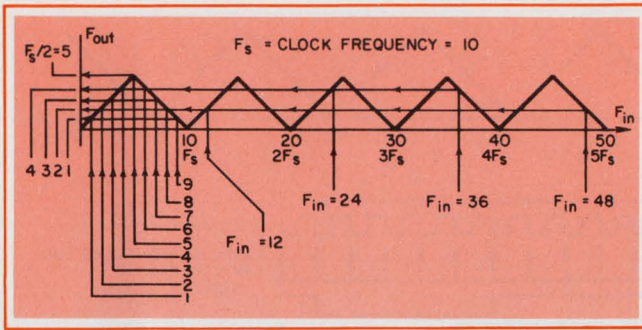 Fout
Fs/2=5
Fs = CLOCK FREQUENCY = 10
4 3 2 1
10 20 30 40 50 Fin
Fs 2Fs 3Fs 4Fs 5Fs
9
8
7
6
5
4
3
2
1
Fin =12
Fin =24
Fin =36
Fin =48